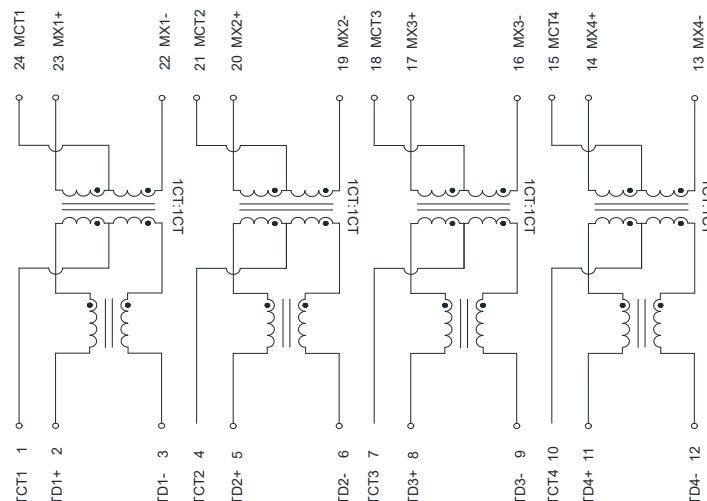 24 MCT1
23 MX1+
22 MX1-
21 MCT2
20 MX2+
19 MX2-
18 MCT3
17 MX3+
16 MX3-
15 MCT4
14 MX4+
13 MX4-
1CT:1CT
1CT:1CT
1CT:1CT
1CT:1CT
TCT1 1
TD1+ 2
TD1- 3
TCT2 4
TD2+ 5
TD2- 6
TCT3 7
TD3+ 8
TD3- 9
TCT4 10
TD4+ 11
TD4- 12